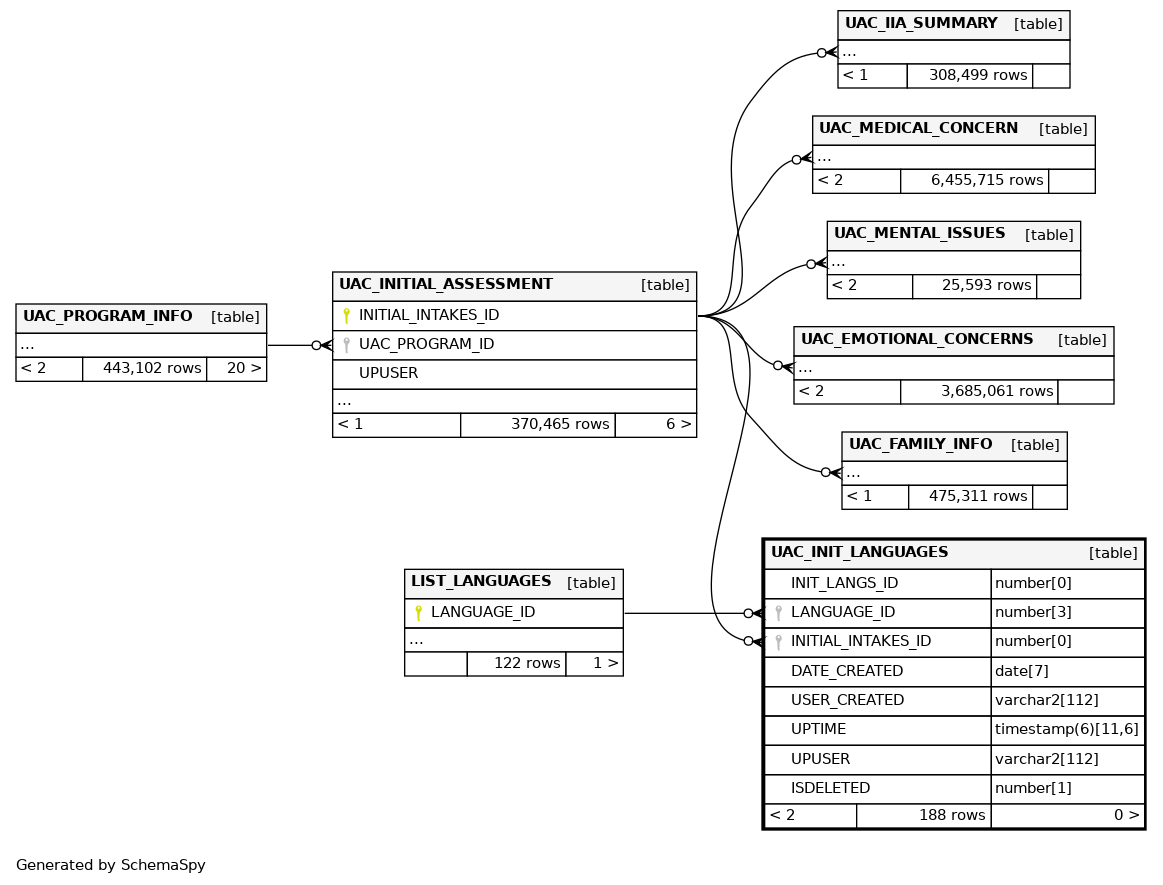 UAC_IIA_SUMMARY [table]
...
< 1 308,499 rows
UAC_MEDICAL_CONCERN [table]
...
< 2 6,455,715 rows
UAC_MENTAL_ISSUES [table]
...
< 2 25,593 rows
UAC_INITIAL_ASSESSMENT [table]
INITIAL_INTAKES_ID
UAC_PROGRAM_ID
UPUSER
...
< 1 370,465 rows 6 >
UAC_PROGRAM_INFO [table]
...
< 2 443,102 rows 20 >
UAC_EMOTIONAL_CONCERNS [table]
...
< 2 3,685,061 rows
UAC_FAMILY_INFO [table]
...
< 1 475,311 rows
LIST_LANGUAGES [table]
LANGUAGE_ID
...
122 rows 1 >
UAC_INIT_LANGUAGES [table]
INIT_LANGS_ID number[0]
LANGUAGE_ID number[3]
INITIAL_INTAKES_ID number[0]
DATE_CREATED date[7]
USER_CREATED varchar2[112]
UPTIME timestamp(6)[11,6]
UPUSER varchar2[112]
ISDELETED number[1]
< 2 188 rows 0 >
Generated by SchemaSpy